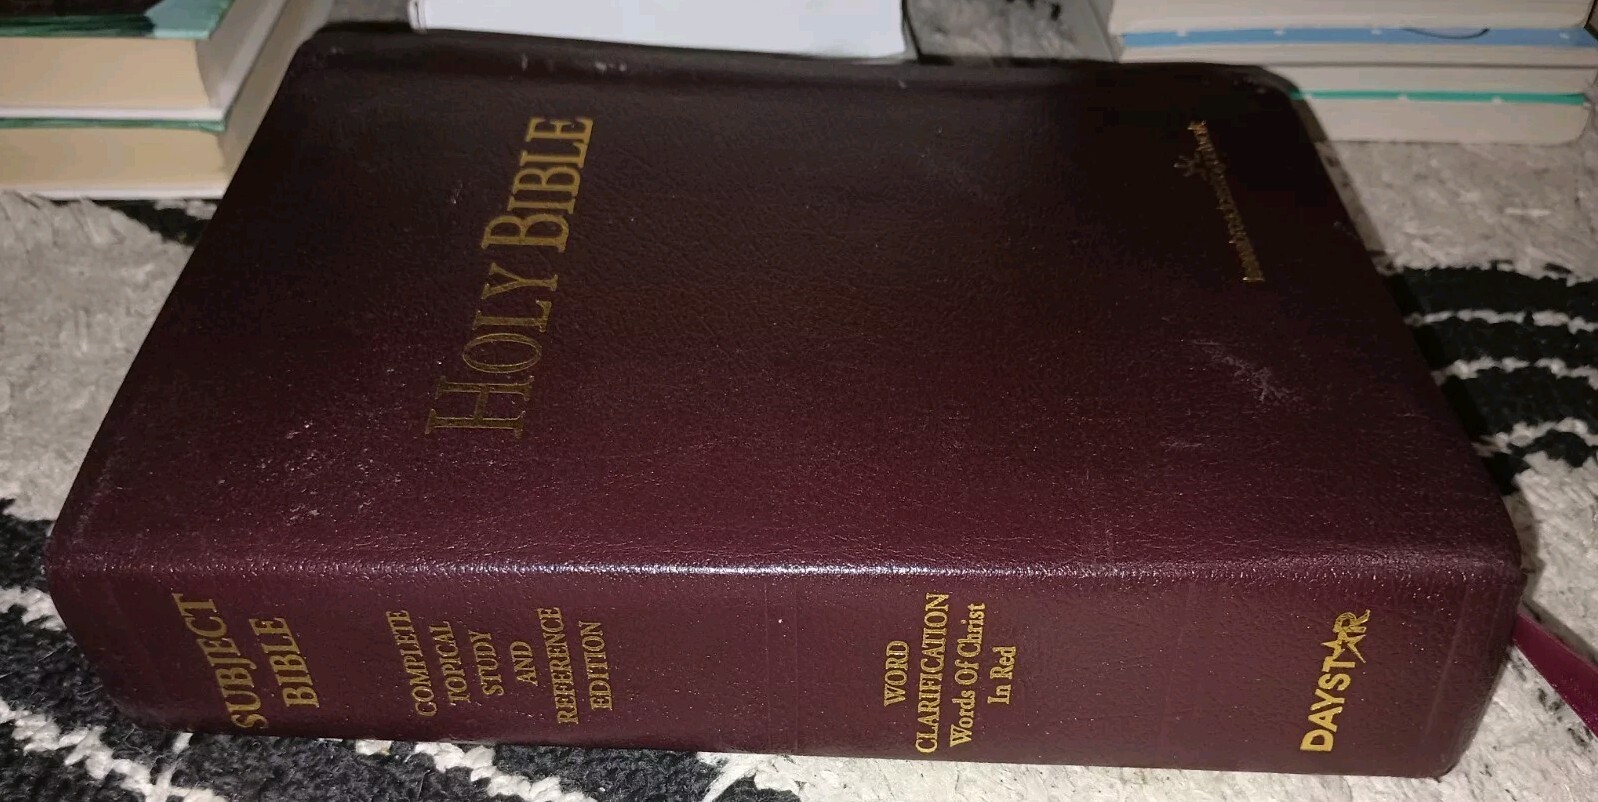 HOLY BIBLE
SUBJECT
BIBLE
COMPLETE
TOPICAL
STUDY
AND
REFERENCE
EDITION
WORD
CLARIFICATION
Words Of Christ
In Red
DAYSTAR